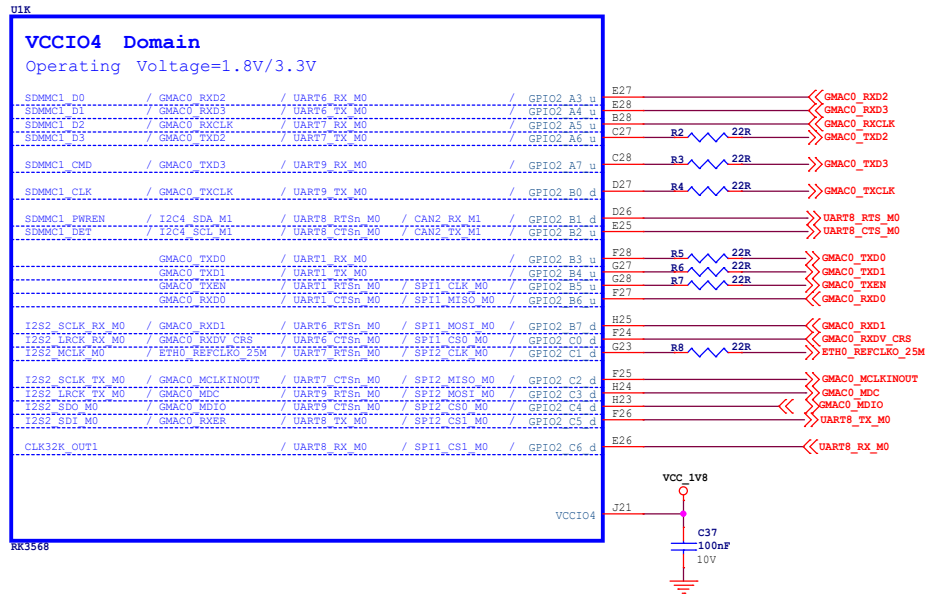 U1K
VCCIO4 Domain
Operating Voltage=1.8V/3.3V
SDMMC1_D0 / GMAC0_RXD2 / UART6_RX_M0 / GPIO2_A3_u E27 GMAC0_RXD2
SDMMC1_D1 / GMAC0_RXD3 / UART6_TX_M0 / GPIO2_A4_u E28 GMAC0_RXD3
SDMMC1_D2 / GMAC0_RXCLK / UART7_RX_M0 / GPIO2_A5_u B28 GMAC0_RXCLK
SDMMC1_D3 / GMAC0_TXD2 / UART7_TX_M0 / GPIO2_A6_u C27 R2 22R GMAC0_TXD2
SDMMC1_CMD / GMAC0_TXD3 / UART9_RX_M0 / GPIO2_A7_u C28 R3 22R GMAC0_TXD3
SDMMC1_CLK / GMAC0_TXCLK / UART9_TX_M0 / GPIO2_B0_d D27 R4 22R GMAC0_TXCLK
SDMMC1_PWREN / I2C4_SDA_M1 / UART8_RTSn_M0 / CAN2_RX_M1 / GPIO2_B1_d D26 UART8_RTS_M0
SDMMC1_DET / I2C4_SCL_M1 / UART8_CTSn_M0 / CAN2_TX_M1 / GPIO2_B2_u E25 UART8_CTS_M0
GMAC0_TXD0 / UART1_RX_M0 / GPIO2_B3_u F28 R5 22R GMAC0_TXD0
GMAC0_TXD1 / UART1_TX_M0 / GPIO2_B4_u G27 R6 22R GMAC0_TXD1
GMAC0_TXEN / UART1_RTSn_M0 / SPI1_CLK_M0 / GPIO2_B5_u G28 R7 22R GMAC0_TXEN
GMAC0_RXD0 / UART1_CTSn_M0 / SPI1_MISO_M0 / GPIO2_B6_u F27 GMAC0_RXD0
I2S2_SCLK_RX_M0 / GMAC0_RXD1 / UART6_RTSn_M0 / SPI1_MOSI_M0 / GPIO2_B7_d H25 GMAC0_RXD1
I2S2_LRCK_RX_M0 / GMAC0_RXDV_CRS / UART6_CTSn_M0 / SPI1_CS0_M0 / GPIO2_C0_d F24 GMAC0_RXDV_CRS
I2S2_MCLK_M0 / ETH0_REFCLKO_25M / UART7_RTSn_M0 / SPI2_CLK_M0 / GPIO2_C1_d G23 R8 22R ETH0_REFCLKO_25M
I2S2_SCLK_TX_M0 / GMAC0_MCLKINOUT / UART7_CTSn_M0 / SPI2_MISO_M0 / GPIO2_C2_d F25 GMAC0_MCLKINOUT
I2S2_LRCK_TX_M0 / GMAC0_MDC / UART9_RTSn_M0 / SPI2_MOSI_M0 / GPIO2_C3_d H24 GMAC0_MDC
I2S2_SDO_M0 / GMAC0_MDIO / UART9_CTSn_M0 / SPI2_CS0_M0 / GPIO2_C4_d H23 GMAC0_MDIO
I2S2_SDI_M0 / GMAC0_RXER / UART8_TX_M0 / SPI2_CS1_M0 / GPIO2_C5_d F26 UART8_TX_M0
CLK32K_OUT1 / UART8_RX_M0 / SPI1_CS1_M0 / GPIO2_C6_d E26 UART8_RX_M0
VCC_1V8
VCCIO4 J21
C37
100nF
10V
RK3568